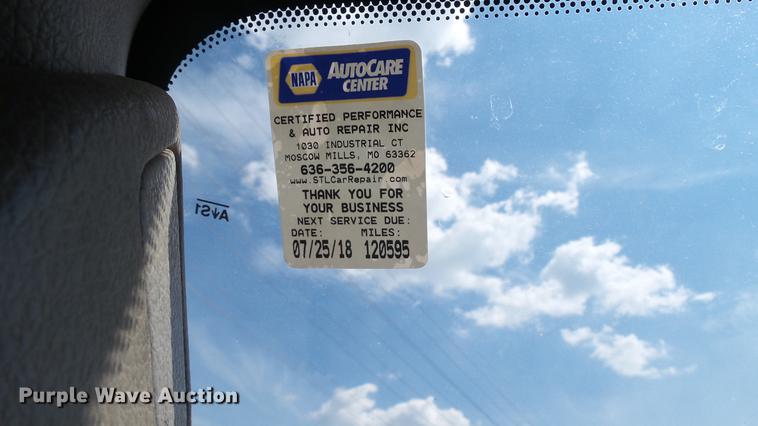 NAPA
AUTOCARE
CENTER
CERTIFIED PERFORMANCE
& AUTO REPAIR INC
1030 INDUSTRIAL CT
MOSCOW MILLS, MO 63362
636-356-4200
www.STLCarRepair.com
THANK YOU FOR
YOUR BUSINESS
NEXT SERVICE DUE:
DATE: MILES:
07/25/18 120595
AS1
Purple Wave Auction